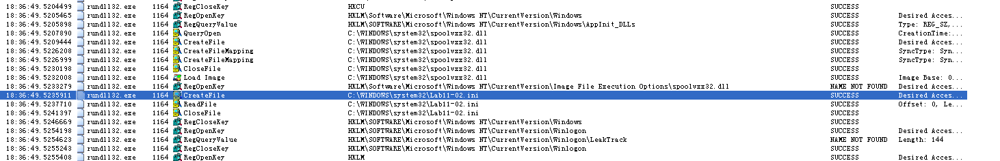 18:36:49.5204499 rundll32.exe 1164 RegCloseKey HKCU SUCCESS
18:36:49.5205065 rundll32.exe 1164 RegOpenKey HKLM\Software\Microsoft\Windows NT\CurrentVersion\Windows SUCCESS Desired Acces...
18:36:49.5205898 rundll32.exe 1164 RegQueryValue HKLM\SOFTWARE\Microsoft\Windows NT\CurrentVersion\Windows\AppInit_DLLs SUCCESS Type: REG_SZ,...
18:36:49.5207890 rundll32.exe 1164 QueryOpen C:\WINDOWS\system32\spoolvxx32.dll SUCCESS CreationTime:...
18:36:49.5209444 rundll32.exe 1164 CreateFile C:\WINDOWS\system32\spoolvxx32.dll SUCCESS Desired Acces...
18:36:49.5226208 rundll32.exe 1164 CreateFileMapping C:\WINDOWS\system32\spoolvxx32.dll SUCCESS SyncType: Syn...
18:36:49.5226999 rundll32.exe 1164 CreateFileMapping C:\WINDOWS\system32\spoolvxx32.dll SUCCESS SyncType: Syn...
18:36:49.5230198 rundll32.exe 1164 CloseFile C:\WINDOWS\system32\spoolvxx32.dll SUCCESS
18:36:49.5232008 rundll32.exe 1164 Load Image C:\WINDOWS\system32\spoolvxx32.dll SUCCESS Image Base: 0...
18:36:49.5233279 rundll32.exe 1164 RegOpenKey HKLM\Software\Microsoft\Windows NT\CurrentVersion\Image File Execution Options\spoolvxx32.dll NAME NOT FOUND Desired Acces...
18:36:49.5235911 rundll32.exe 1164 CreateFile C:\WINDOWS\system32\Lab11-02.ini SUCCESS Desired Acces...
18:36:49.5237710 rundll32.exe 1164 ReadFile C:\WINDOWS\system32\Lab11-02.ini SUCCESS Offset: 0, Le...
18:36:49.5241397 rundll32.exe 1164 CloseFile C:\WINDOWS\system32\Lab11-02.ini SUCCESS
18:36:49.5246669 rundll32.exe 1164 RegCloseKey HKLM\SOFTWARE\Microsoft\Windows NT\CurrentVersion\Windows SUCCESS
18:36:49.5254198 rundll32.exe 1164 RegOpenKey HKLM\SOFTWARE\Microsoft\Windows NT\CurrentVersion\Winlogon SUCCESS Desired Acces...
18:36:49.5254623 rundll32.exe 1164 RegQueryValue HKLM\SOFTWARE\Microsoft\Windows NT\CurrentVersion\Winlogon\LeakTrack NAME NOT FOUND Length: 144
18:36:49.5255243 rundll32.exe 1164 RegCloseKey HKLM\SOFTWARE\Microsoft\Windows NT\CurrentVersion\Winlogon SUCCESS
18:36:49.5255408 rundll32.exe 1164 RegOpenKey HKLM SUCCESS Desired Acces...